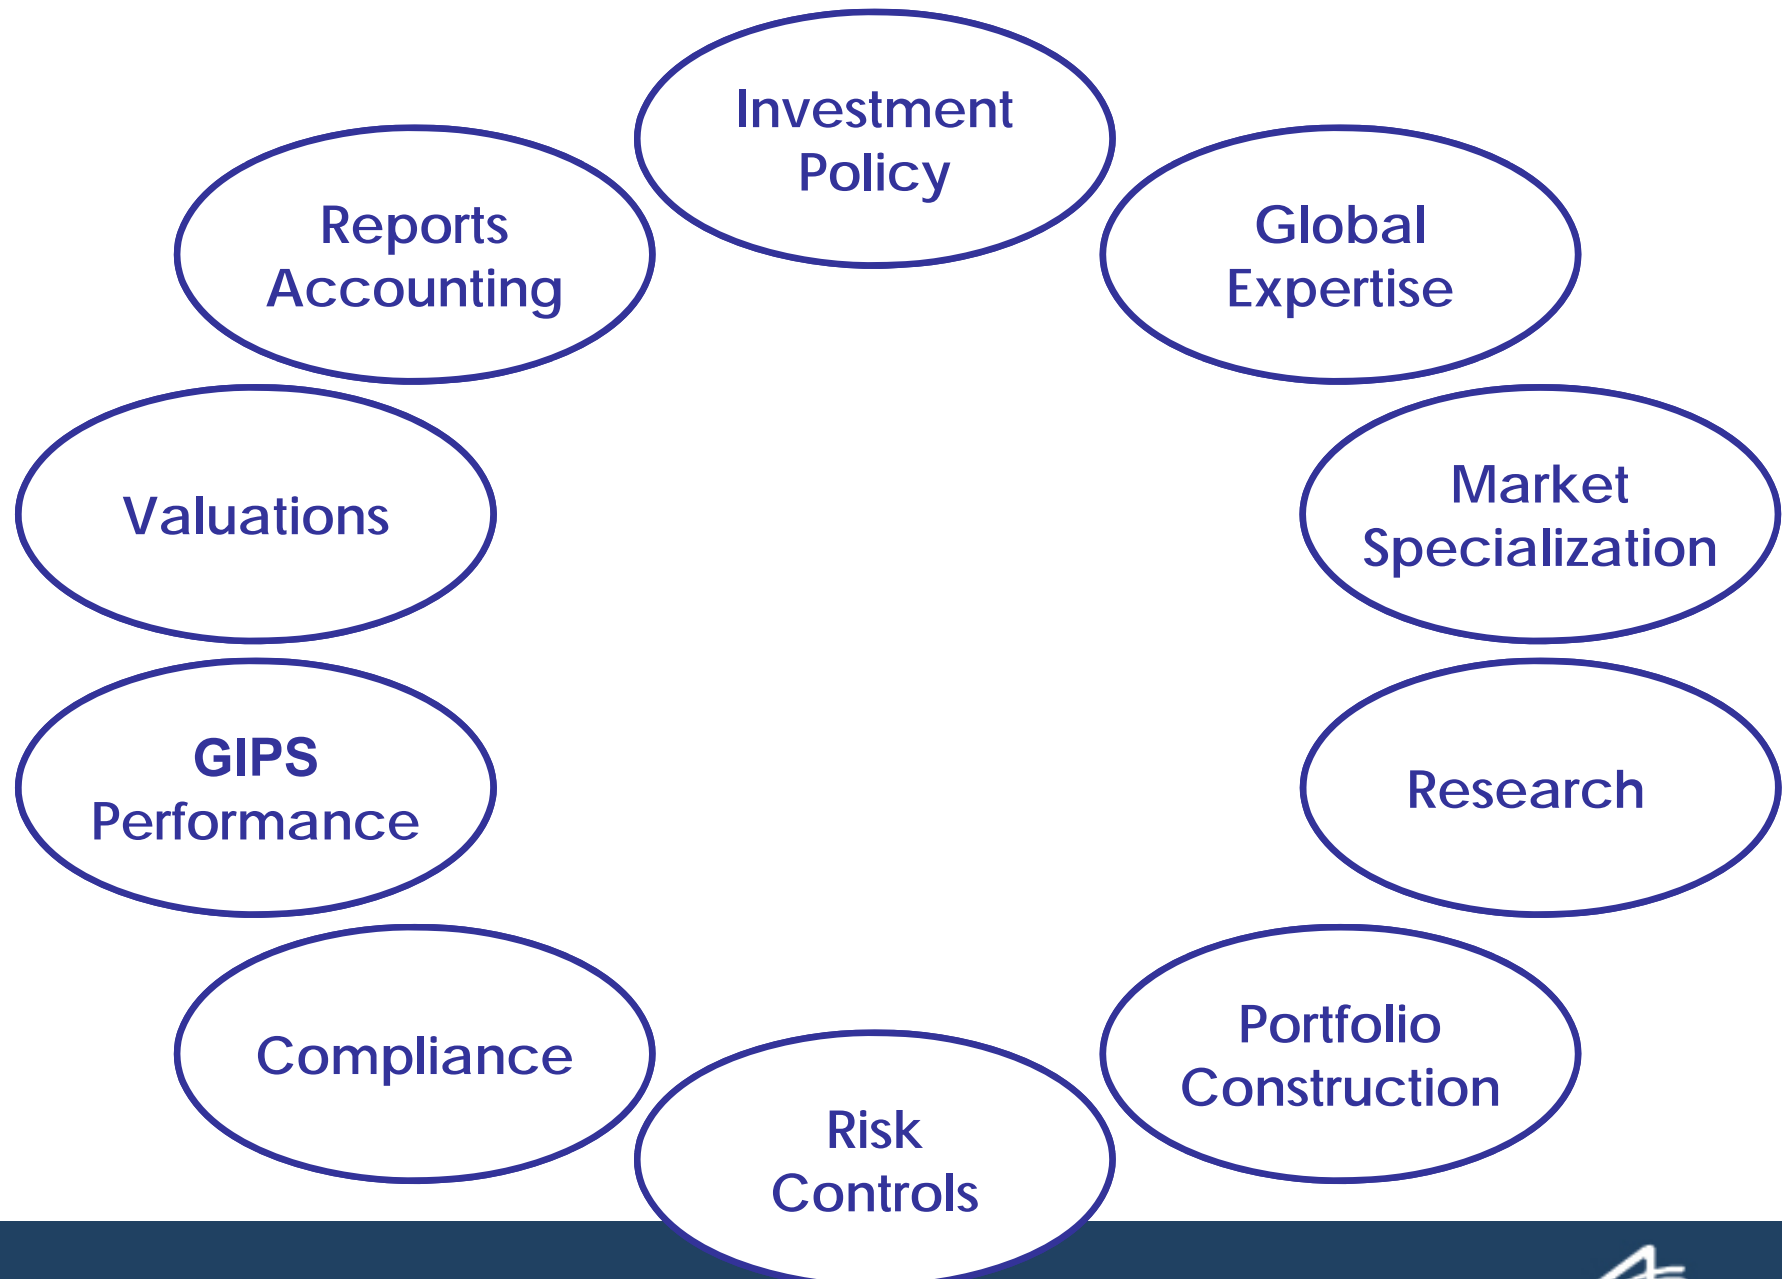 Investment
Policy
Global
Expertise
Market
Specialization
Research
Portfolio
Construction
Risk
Controls
Compliance
GIPS
Performance
Valuations
Reports
Accounting